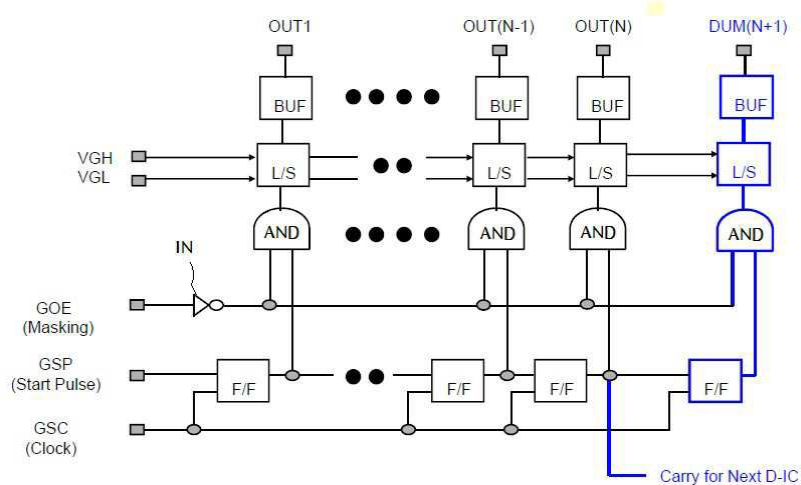 OUT1 OUT(N-1) OUT(N) DUM(N+1)
BUF BUF BUF BUF
VGH
VGL
L/S L/S L/S L/S
AND AND AND AND
IN
GOE
(Masking)
GSP
(Start Pulse)
F/F F/F F/F F/F
GSC
(Clock)
Carry for Next D-IC